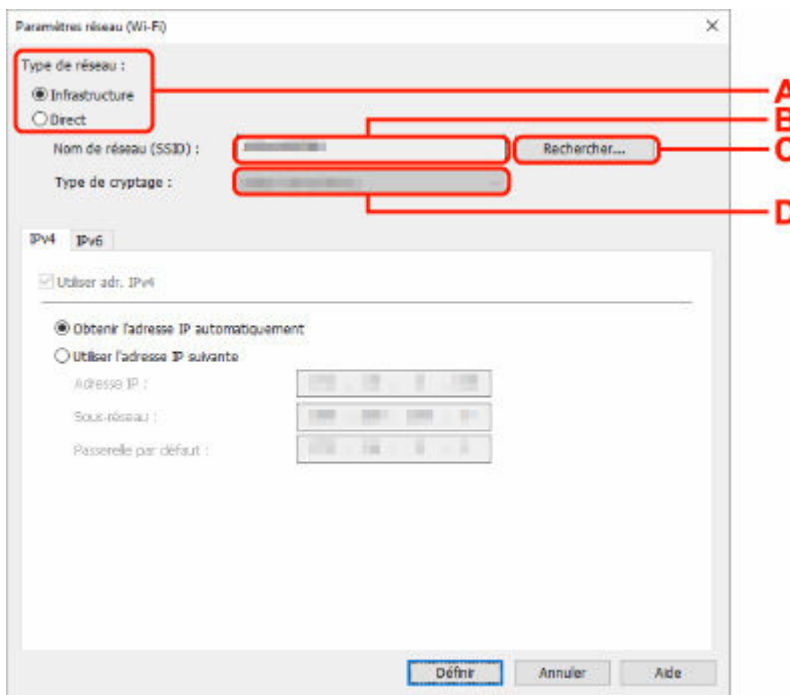 Paramètres réseau (Wi-Fi)
Type de réseau :
Infrastructure
Direct
A
B
Nom de réseau (SSID) :
Rechercher...
C
Type de cryptage :
D
IPv4 IPv6
Utiliser adr. IPv4
Obtenir l'adresse IP automatiquement
Utiliser l'adresse IP suivante
Adresse IP :
Sous-réseau :
Passerelle par défaut :
Définir Annuler Aide